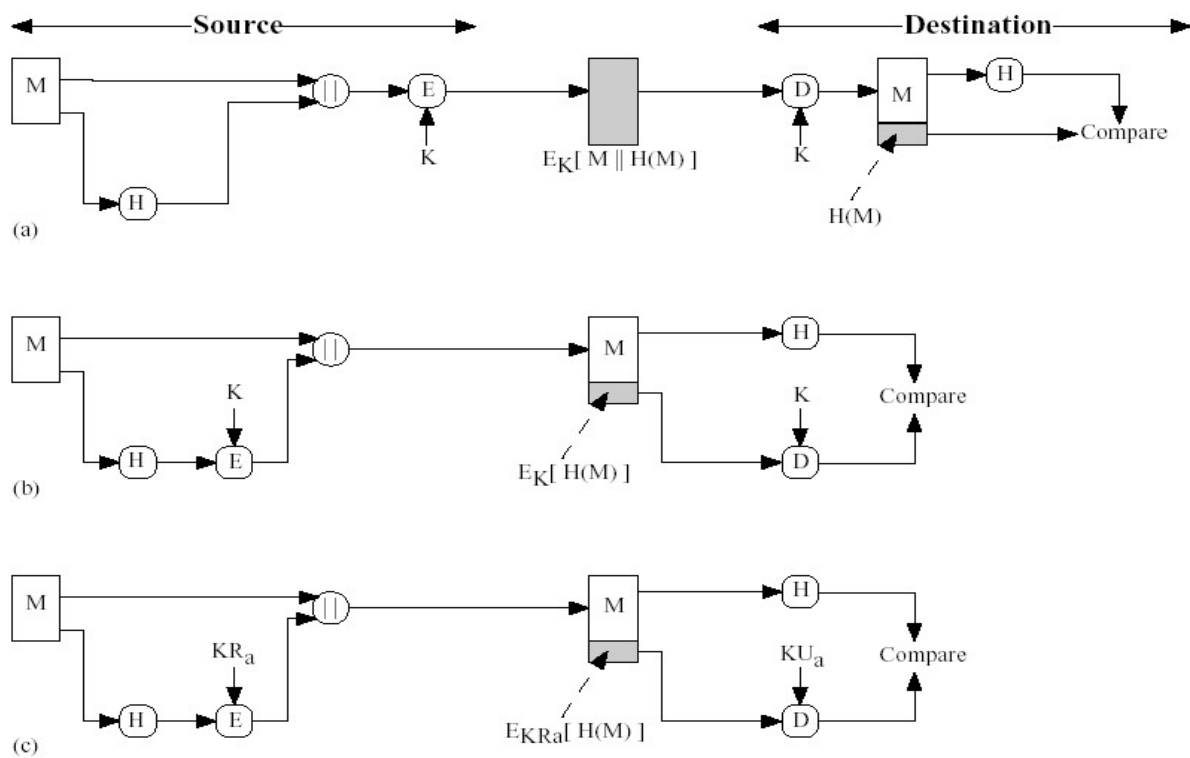 Source Destination
M || E D M H
K K Compare
E_K[ M || H(M) ]
H H(M)
(a)
M || M H
K K Compare
H E D
E_K[ H(M) ]
(b)
M || M H
KR_a KU_a Compare
H E D
E_KRa[ H(M) ]
(c)